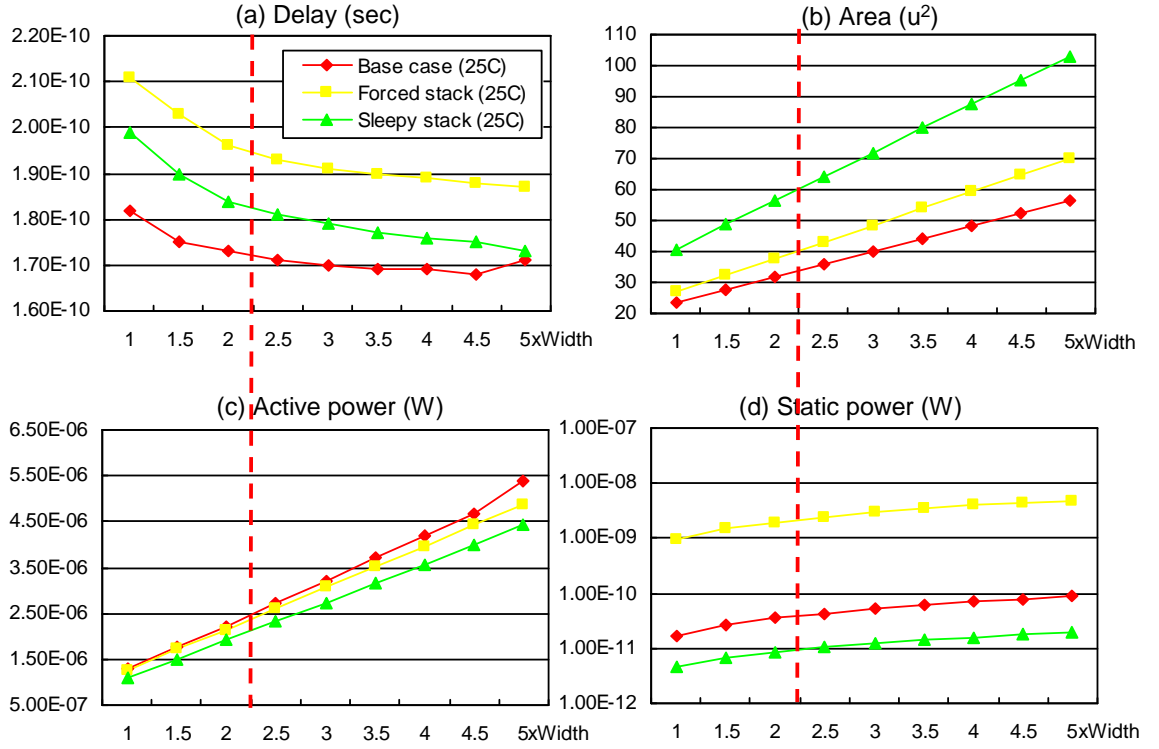 (a) Delay (sec)
2.20E-10
2.10E-10
2.00E-10
1.90E-10
1.80E-10
1.70E-10
1.60E-10
Base case (25C)
Forced stack (25C)
Sleepy stack (25C)
1 1.5 2 2.5 3 3.5 4 4.5 5xWidth
(b) Area (u²)
110
100
90
80
70
60
50
40
30
20
1 1.5 2 2.5 3 3.5 4 4.5 5xWidth
(c) Active power (W)
6.50E-06
5.50E-06
4.50E-06
3.50E-06
2.50E-06
1.50E-06
5.00E-07
1 1.5 2 2.5 3 3.5 4 4.5 5xWidth
(d) Static power (W)
1.00E-07
1.00E-08
1.00E-09
1.00E-10
1.00E-11
1.00E-12
1 1.5 2 2.5 3 3.5 4 4.5 5xWidth